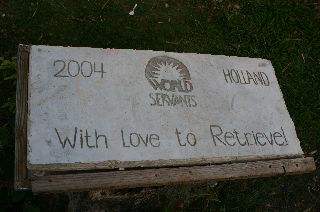 2004 WORLD HOLLAND
SERVANTS
With Love to Retrieve!